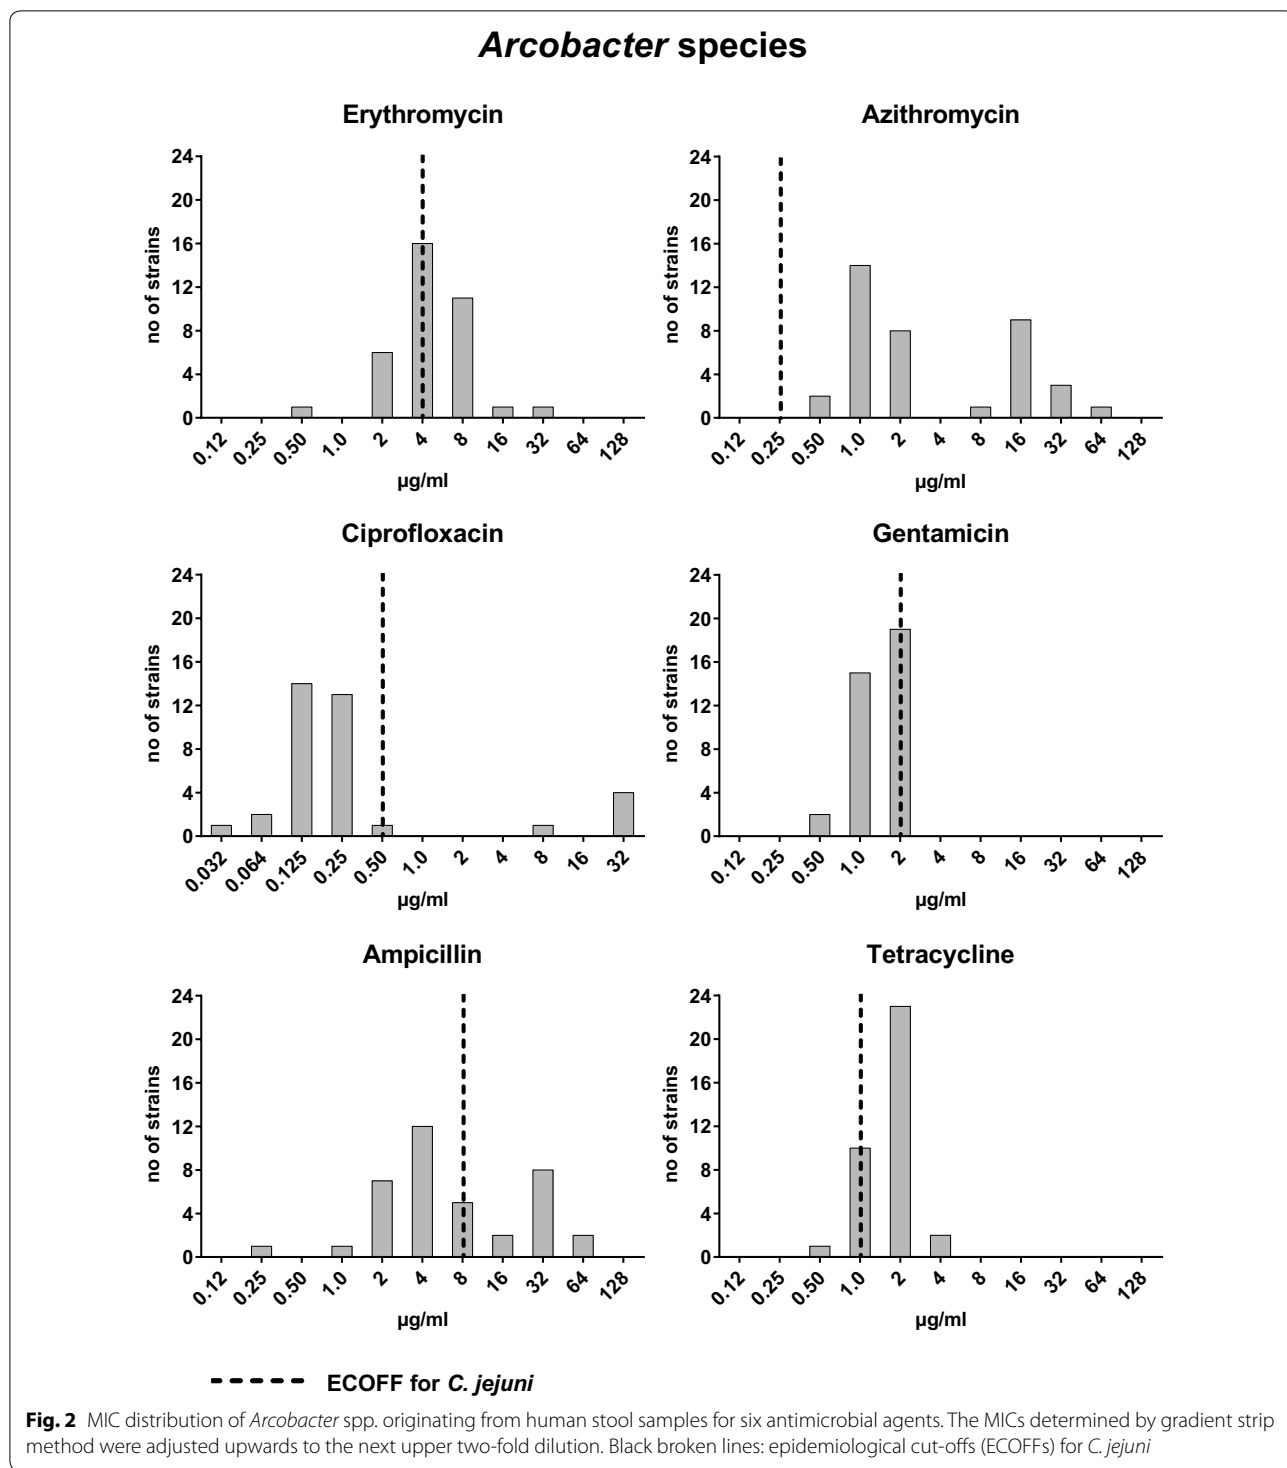 Arcobacter species
Erythromycin
24
20
16
12
8
4
0
no of strains
0.12 0.25 0.50 1.0 2 4 8 16 32 64 128
µg/ml
Azithromycin
24
20
16
12
8
4
0
no of strains
0.12 0.25 0.50 1.0 2 4 8 16 32 64 128
µg/ml
Ciprofloxacin
24
20
16
12
8
4
0
no of strains
0.032 0.064 0.125 0.25 0.50 1.0 2 4 8 16 32
µg/ml
Gentamicin
24
20
16
12
8
4
0
no of strains
0.12 0.25 0.50 1.0 2 4 8 16 32 64 128
µg/ml
Ampicillin
24
20
16
12
8
4
0
no of strains
0.12 0.25 0.50 1.0 2 4 8 16 32 64 128
µg/ml
Tetracycline
24
20
16
12
8
4
0
no of strains
0.12 0.25 0.50 1.0 2 4 8 16 32 64 128
µg/ml
ECOFF for C. jejuni
Fig. 2 MIC distribution of Arcobacter spp. originating from human stool samples for six antimicrobial agents. The MICs determined by gradient strip
method were adjusted upwards to the next upper two-fold dilution. Black broken lines: epidemiological cut-offs (ECOFFs) for C. jejuni